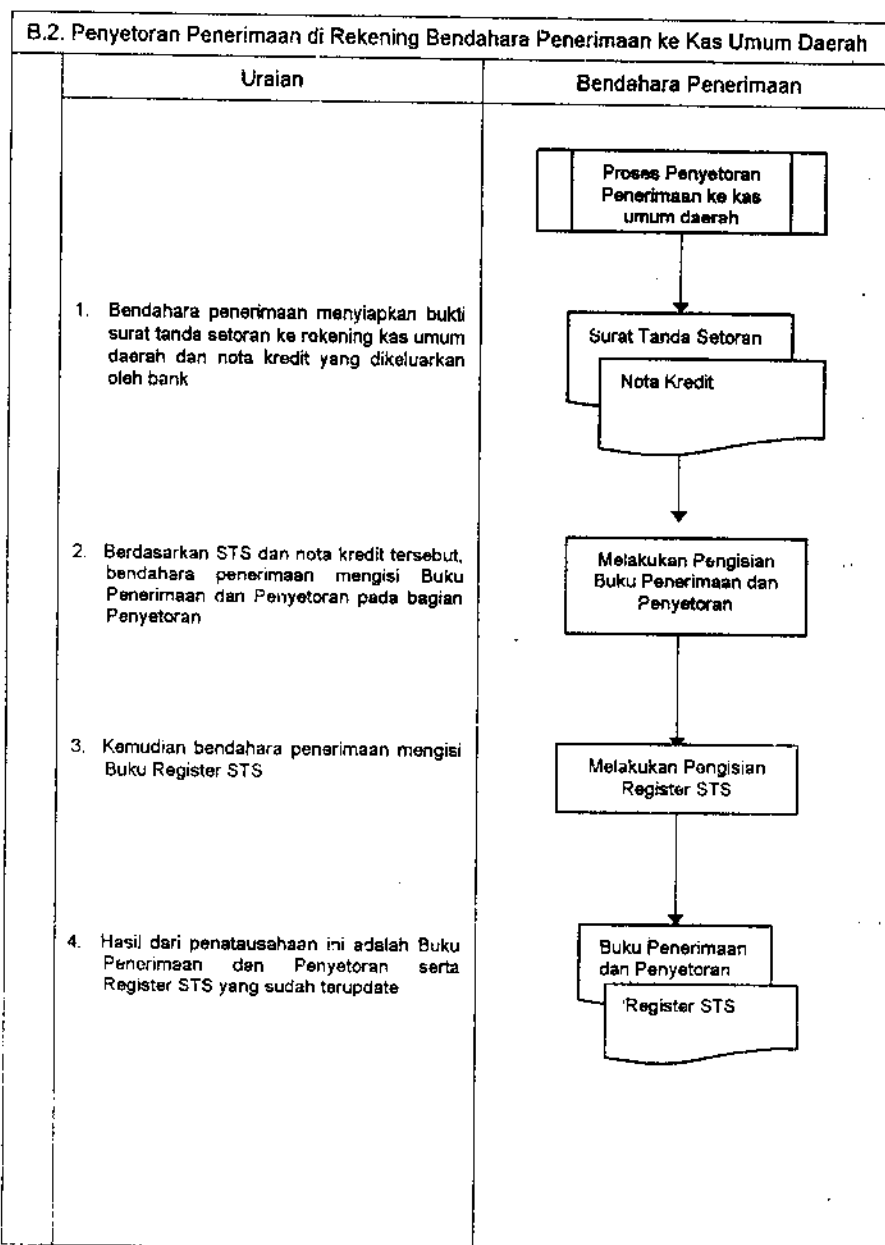 B.2. Penyetoran Penerimaan di Rekening Bendahara Penerimaan ke Kas Umum Daerah
Uraian
Bendahara Penerimaan
Proses Penyetoran
Penerimaan ke kas
umum daerah
1. Bendahara penerimaan menyiapkan bukti
surat tanda setoran ke rekening kas umum
daerah dan nota kredit yang dikeluarkan
oleh bank
Surat Tanda Setoran
Nota Kredit
2. Berdasarkan STS dan nota kredit tersebut,
bendahara penerimaan mengisi Buku
Penerimaan dan Penyetoran pada bagian
Penyetoran
Melakukan Pengisian
Buku Penerimaan dan
Penyetoran
3. Kemudian bendahara penerimaan mengisi
Buku Register STS
Melakukan Pengisian
Register STS
4. Hasil dari penatausahaan ini adalah Buku
Penerimaan dan Penyetoran serta
Register STS yang sudah terupdate
Buku Penerimaan
dan Penyetoran
Register STS